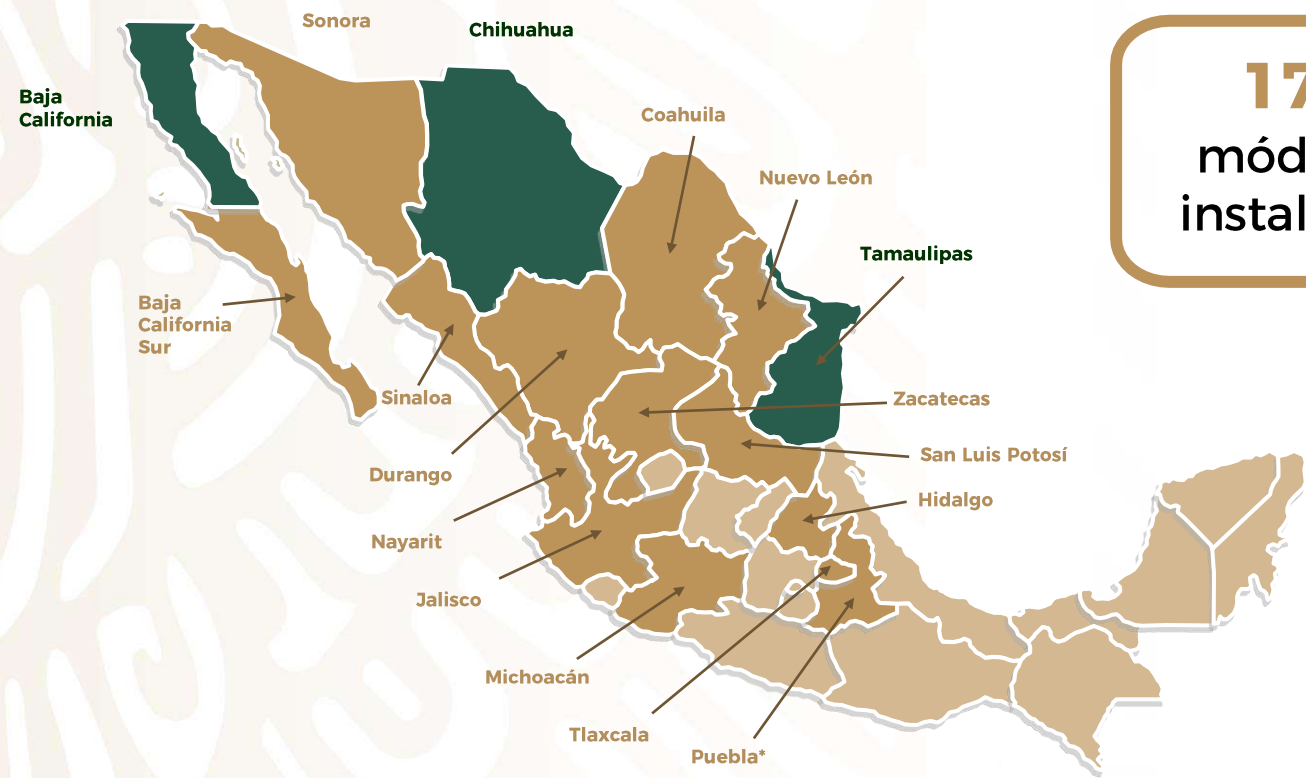 Sonora
Chihuahua
Baja
California
Coahuila
Nuevo León
Tamaulipas
Baja
California
Sur
Sinaloa
Zacatecas
Durango
San Luis Potosí
Hidalgo
Nayarit
Jalisco
Michoacán
Tlaxcala
Puebla*
17
mód
instal